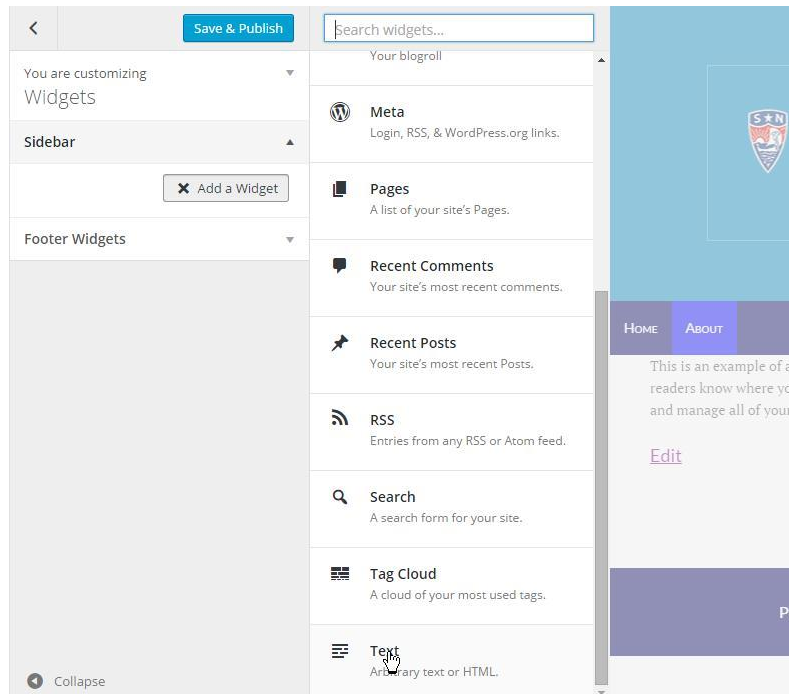 Save & Publish
Search widgets...
You are customizing
Widgets
Sidebar
Add a Widget
Footer Widgets
Collapse
Your blogroll
Meta
Login, RSS, & WordPress.org links.
Pages
A list of your site's Pages.
Recent Comments
Your site's most recent comments.
Recent Posts
Your site's most recent Posts.
RSS
Entries from any RSS or Atom feed.
Search
A search form for your site.
Tag Cloud
A cloud of your most used tags.
Text
Arbitrary text or HTML.
S★N
Home
About
This is an example of a
readers know where yo
and manage all of your
Edit
P